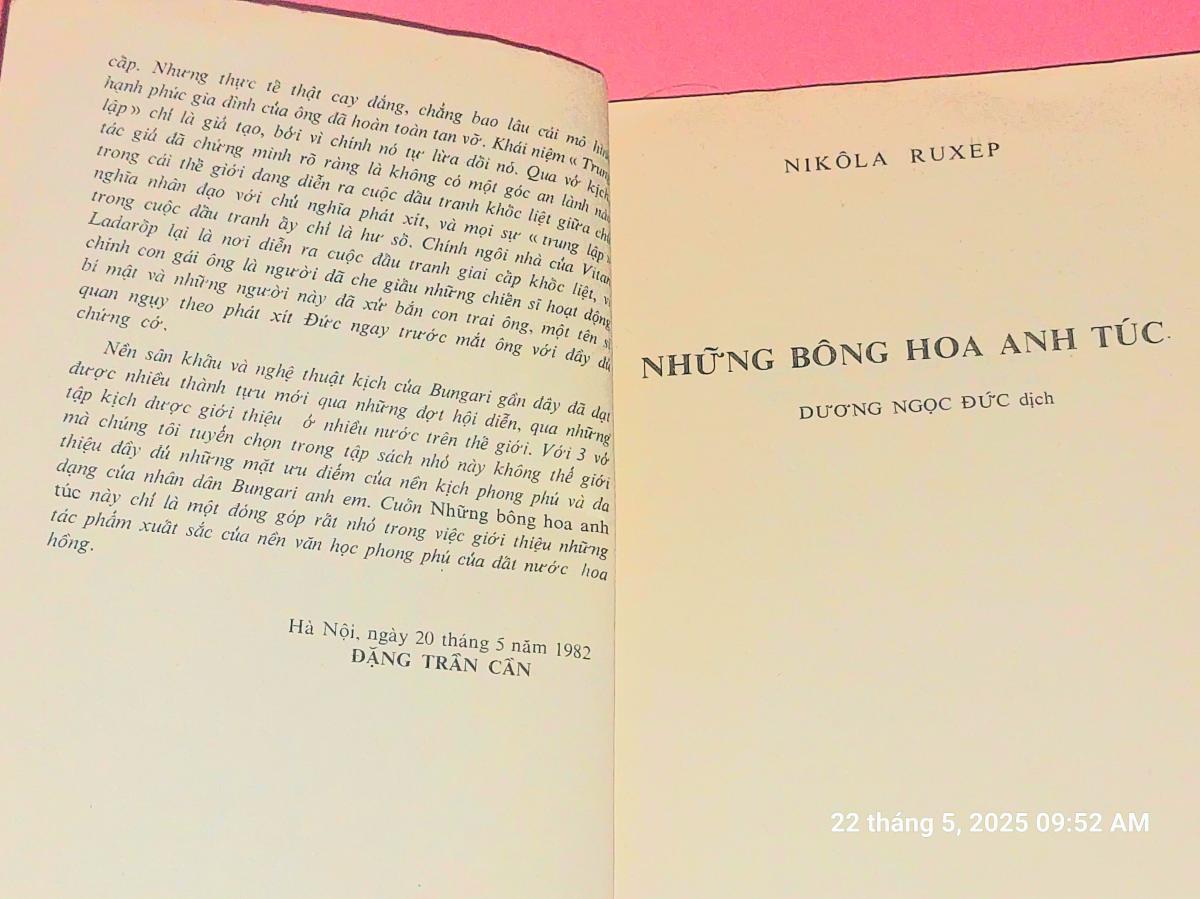 cấp. Nhưng thực tế thật cay đắng, chẳng bao lâu cái mô hình
hạnh phúc gia đình của ông đã hoàn toàn tan vỡ. Khái niệm « Trung
lập » chỉ là giả tạo, bởi vì chính nó tự lừa dối nó. Qua vở kịch,
tác giả đã chứng minh rõ ràng là không có một góc an lành nào
trong cái thế giới đang diễn ra cuộc đấu tranh khốc liệt giữa chủ
nghĩa nhân đạo với chủ nghĩa phát xít, và mọi sự « trung lập »
trong cuộc đấu tranh ấy chỉ là hư số. Chính ngôi nhà của Vitan
Ladarốp lại là nơi diễn ra cuộc đấu tranh giai cấp khốc liệt, và
chính con gái ông là người đã che giấu những chiến sĩ hoạt động
bí mật và những người này đã xử bắn con trai ông, một tên sĩ
quan ngụy theo phát xít Đức ngay trước mắt ông với đầy đủ
chứng cớ.
Nền sân khấu và nghệ thuật kịch của Bungari gần đây đã đạt
được nhiều thành tựu mới qua những đợt hội diễn, qua những
tập kịch được giới thiệu ở nhiều nước trên thế giới. Với 3 vở
mà chúng tôi tuyển chọn trong tập sách nhỏ này không thể giới
thiệu đầy đủ những mặt ưu điểm của nền kịch phong phú và đa
dạng của nhân dân Bungari anh em. Cuốn Những bông hoa anh
túc này chỉ là một đóng góp rất nhỏ trong việc giới thiệu những
tác phẩm xuất sắc của nền văn học phong phú của đất nước hoa
hồng.
Hà Nội, ngày 20 tháng 5 năm 1982
ĐẶNG TRẦN CẦN
NIKÔLA RUXEP
NHỮNG BÔNG HOA ANH TÚC
DƯƠNG NGỌC ĐỨC dịch
22 tháng 5, 2025 09:52 AM